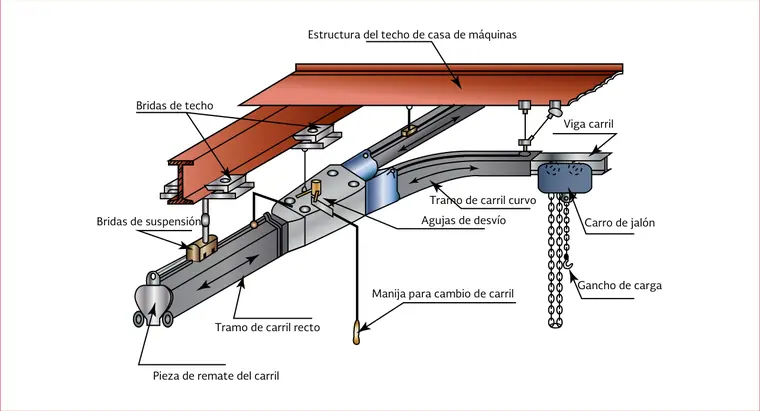 Estructura del techo de casa de máquinas
Bridas de techo
Viga carril
Tramo de carril curvo
Bridas de suspensión
Agujas de desvío
Carro de jalón
Gancho de carga
Manija para cambio de carril
Tramo de carril recto
Pieza de remate del carril